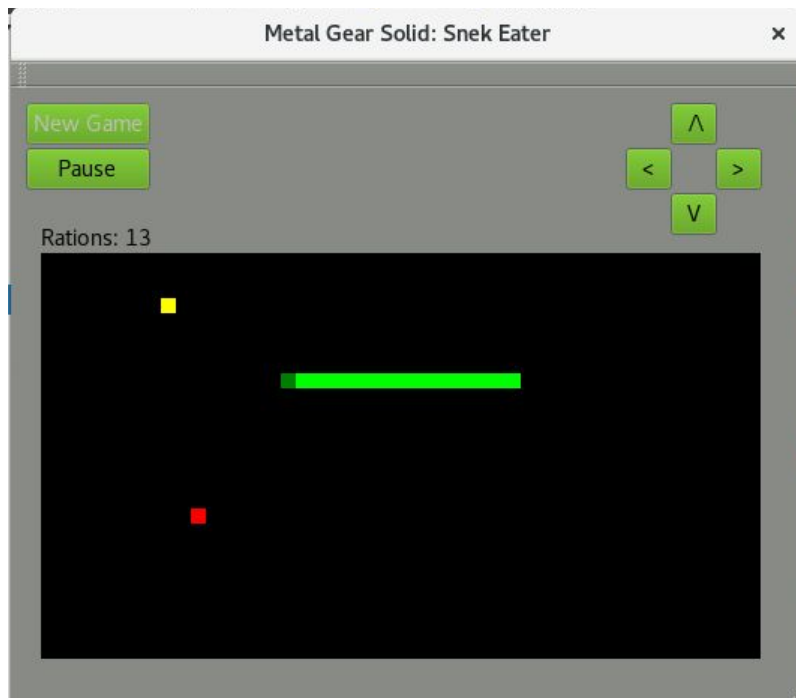 Metal Gear Solid: Snek Eater ×
New Game
Pause
Λ
< >
V
Rations: 13